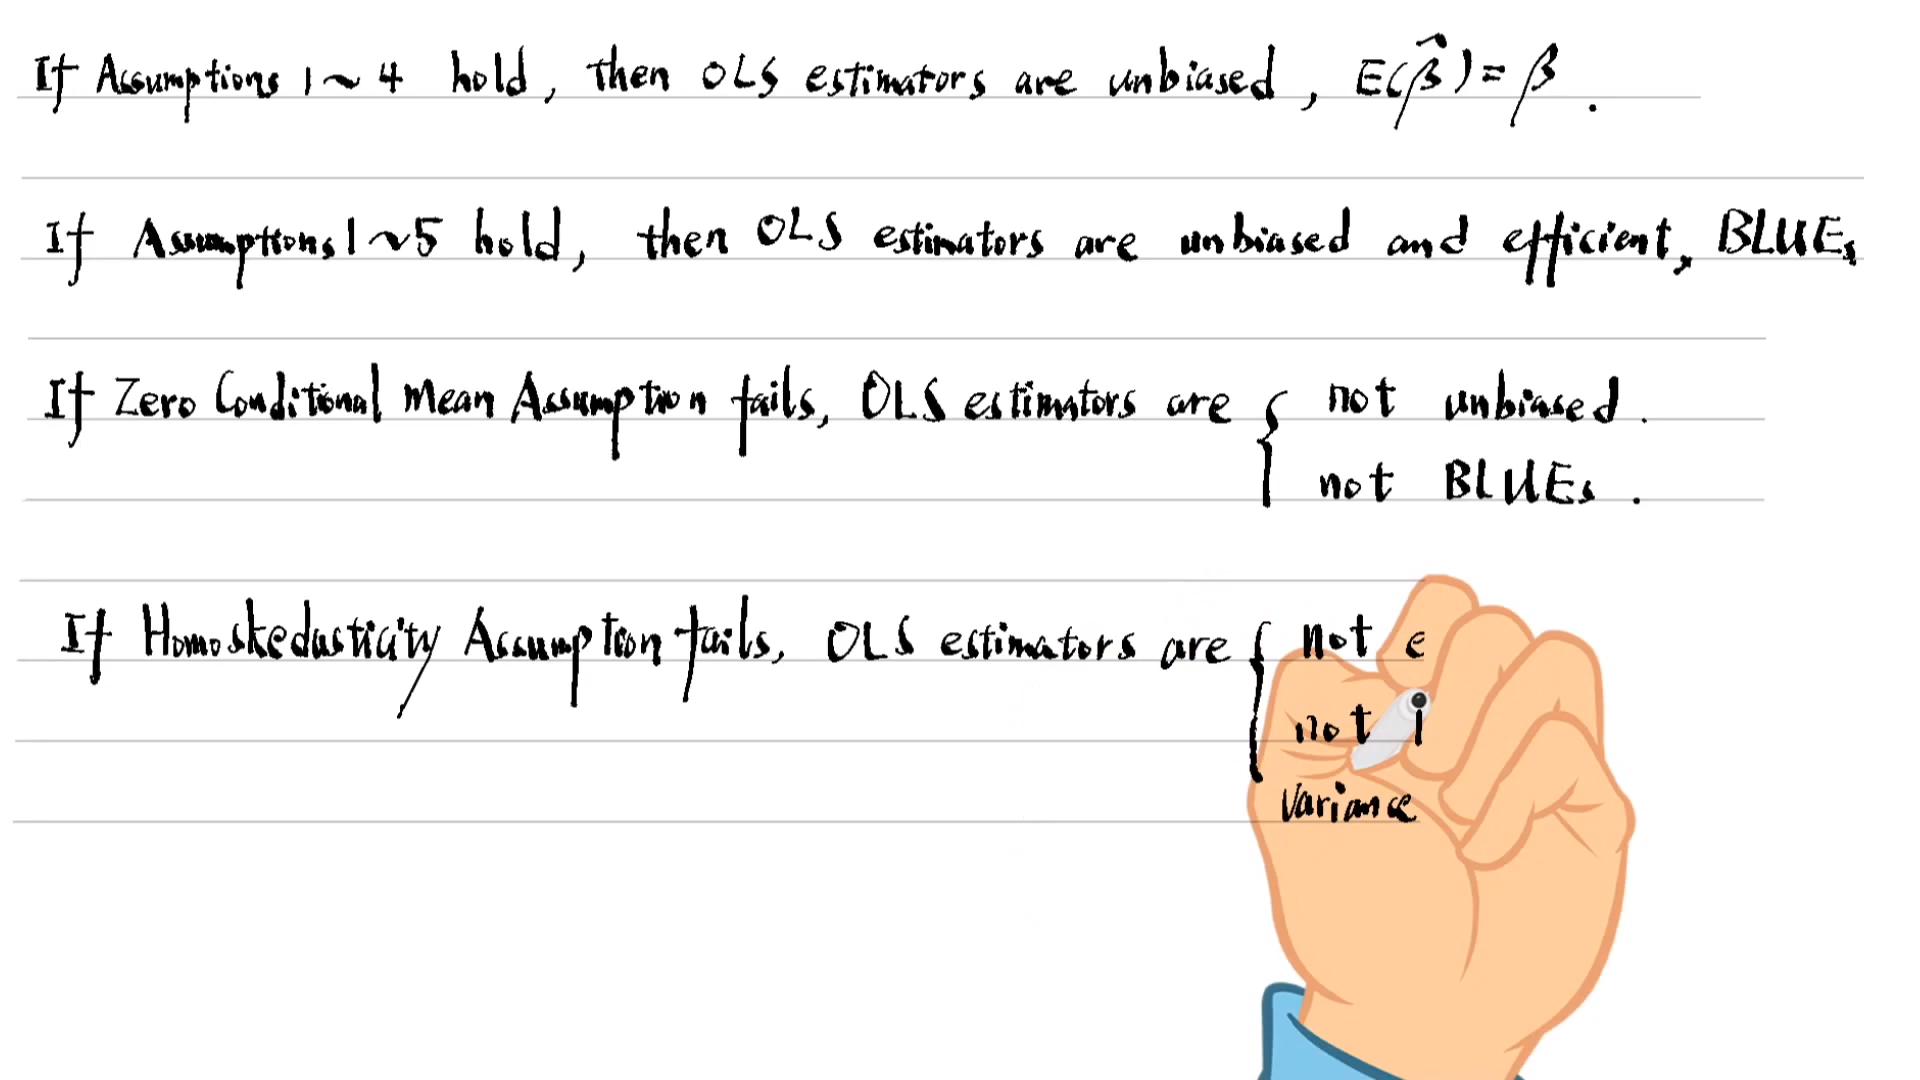 If Assumptions 1~4 hold, then OLS estimators are unbiased, E(β̂) = β.
If Assumptions 1~5 hold, then OLS estimators are unbiased and efficient, BLUEs
If Zero Conditional Mean Assumption fails, OLS estimators are { not unbiased.
not BLUEs.
If Homoskedasticity Assumption fails, OLS estimators are { not e
not
variance